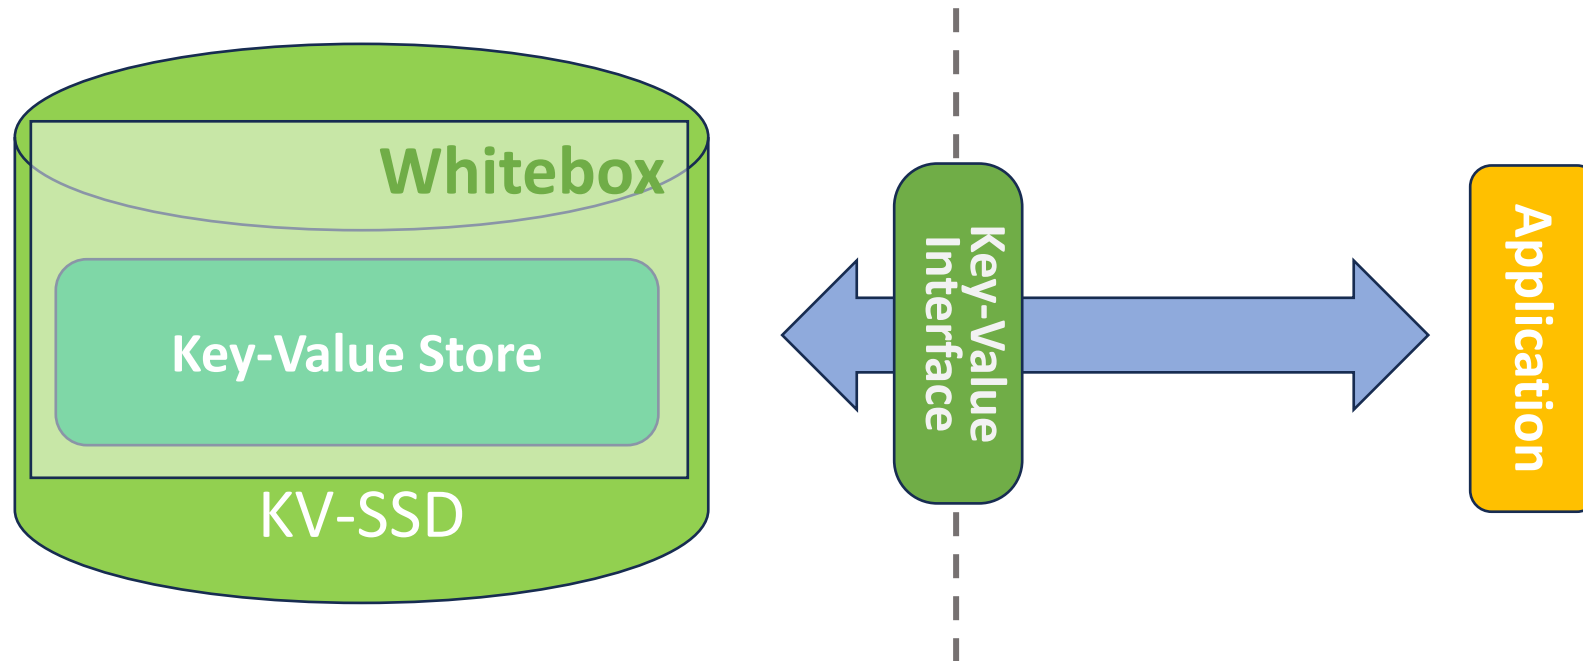 Whitebox
Key-Value Store
KV-SSD
Key-Value
Interface
Application